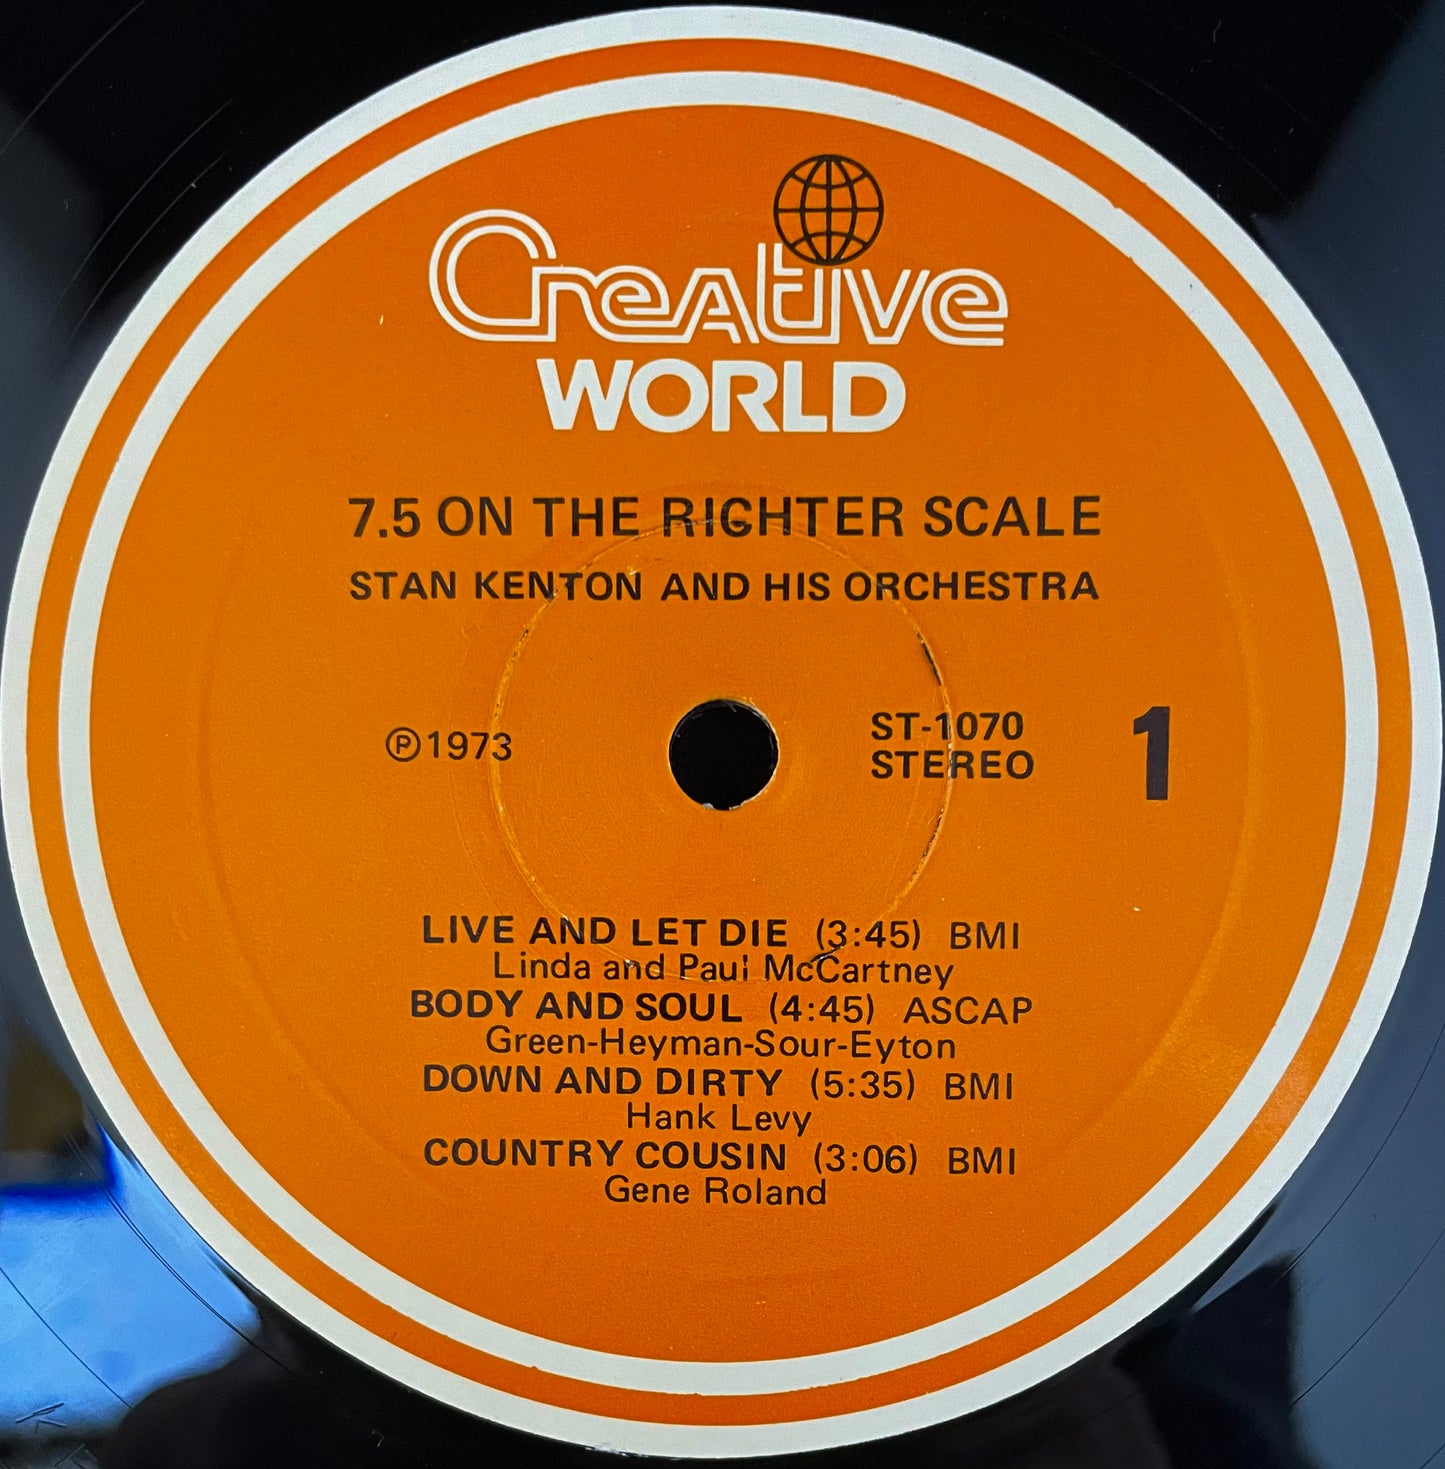 Creative
WORLD
7.5 ON THE RICHTER SCALE
STAN KENTON AND HIS ORCHESTRA
℗1973
ST-1070
STEREO
1
LIVE AND LET DIE (3:45) BMI
Linda and Paul McCartney
BODY AND SOUL (4:45) ASCAP
Green-Heyman-Sour-Eyton
DOWN AND DIRTY (5:35) BMI
Hank Levy
COUNTRY COUSIN (3:06) BMI
Gene Roland